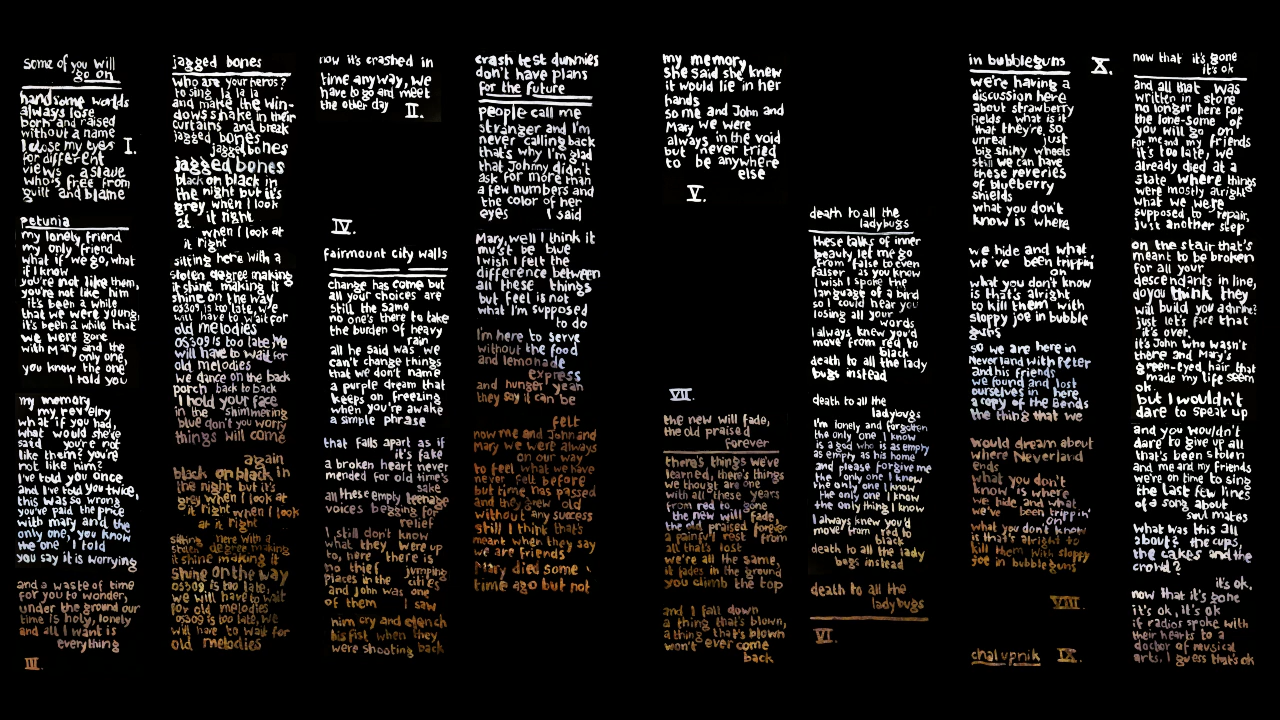 some of you will
go on
handsome worlds
always lose
born and raised
without a name
I close my eyes
for different
views a slave
who's free from
guilt and blame
I.
petunia
my lonely friend
my only friend
what if we go, what
if I know
you're not like them,
you're not like him
it's been a while
that we were young,
it's been a while that
we were gone
with Mary and the
only one,
you know the one
I told you
my memory
my revelry
what if you had,
what would she've
said you're not
like them? you're
not like him?
I've told you once
and I've told you twice,
this lasts so your on
you've paid the price
with mary and the
only one, you know
the one I told
you say it is worrying
and a waste of time
for you to wonder,
under the ground our
time is holy, lonely
and all I want is
everything
III.
jagged bones
who are your heros?
to sing la la la
and make the win-
dows shake in their
curtains and break
jagged bones
jagged bones
jagged bones
black on black in
the night but it's
grey when I look
at it right
when I look at
it right
sitting here with a
stolen degree making
it shine making it
shine on the way
os309 is too late, we
will have to wait for
old melodies
os309 is too late, we
will have to wait for
old melodies
we dance on the back
porch back to back
I hold your face
in the shimmering
blue don't you worry
things will come
again
black on black in
the night but it's
grey when I look at
it right when I look
at it right
sitting here with a
stolen degree making
it shine making it
shine on the way
os309 is too late,
we will have to wait
for old melodies
os309 is too late, we
will have to wait for
old melodies
now it's crashed in
time anyway, we
have to go and meet
the other day
II.
IV.
fairmount city walls
change has come but
all your choices are
still the same
no one's there to take
the burden of heavy
rain
all he said was we
can't change things
that we don't name
a purple dream that
keeps on freezing
when you're awake
a simple phrase
that falls apart as if
it's fake
a broken heart never
mended for old time's
sake
all these empty teenage
voices begging for
relief
I still don't know
what they were up
to, here there is
no thief jumping
places in the cities
and John was one
of them I saw
him cry and clench
his fist when they
were shooting back
crash test dummies
don't have plans
for the future
people call me
stranger and I'm
never calling back
that's why I'm glad
that Johmy didn't
ask for more than
a few numbers and
the color of her
eyes I said
Mary, well I think it
must be true
I wish I felt the
difference between
all these things
but feel is not
what I'm supposed
to do
I'm here to serve
without the food
and lemonade
express
and hunger yeah
they say it can be
felt
now me and John and
Mary we were always
on our way
to feel what we have
never felt before
but time has passed
and they grew old
without any success
still I think that's
meant when they say
we are friends
Mary died some
time ago but not
my memory
she said she knew
it would lie in her
hands
so me and John and
Mary we were
always in the void
but never tried
to be anywhere
else
V.
VII.
the new will fade,
the old praised
forever
there's things we've
learned, there's things
we thought are one
with all these years
from red to gone
the new will fade,
the old praised forever
a painful rest from
all that's lost
we're all the same,
it fades in the ground
you climb the top
and I fall down
a thing that's blown,
a thing that's blown
won't ever come
back
death to all the
ladybugs
these talks of inner
beauty let me go
from false to even
falser as you know
I wish I spoke the
language of a bird
so I could hear you
losing all your
words
I always knew you'd
move from red to
black
death to all the lady
bugs instead
death to all the
ladybugs
I'm lonely and forgotten
the only one I know
is a god who is as empty
as empty as his home
and please forgive me
the only one I know
the only one I know
the only one I know
the only thing I know
I always knew you'd
move from red to
black
death to all the lady
bugs instead
death to all the
ladybugs
VI.
in bubbleguns
we're having a
discussion here
about strawberry
fields what is it
that they're so
unreal just
big shiny wheels
still we can have
these reveries
of blueberry
shields
what you don't
know is where
we hide and what
we've been trippin'
on
what you don't know
is that's alright
to kill them with
sloppy joe in bubble
guns
so we are here in
Neverland with Peter
and his friends
we found and lost
ourselves in here
a copy of the Bonds
the thing that we
would dream about
where Neverland
ends
what you don't
know is where
we hide and what
we've been trippin'
on
what you don't know
is that's alright to
kill them with sloppy
joe in bubbleguns
VIII.
chalupnik
IX.
X.
now that it's gone
it's ok
and all that was
written in store
no longer here for
the lone-some of
you will go on
for me and my friends
it's too late, we
already died at a
state where things
were mostly alright
what we were
supposed to repair,
just another step
on the stair that's
meant to be broken
for all your
descendants in line,
do you think they
will build you a shrine?
just let's face that
it's over,
it's John who wasn't
there and Mary's
green-eyed hair that
made my life seem
ok.
but I wouldn't
dare to speak up
and you wouldn't
dare to give up all
that's been stolen
and me and my friends
we're on time to sing
the last few lines
of a song about
soul makes
what was this all
about? the cups,
the cakes and the
crowd?
it's ok,
now that it's gone
it's ok, it's ok
if radios spoke with
their hearts to a
doctor of musical
arts, I guess that's ok